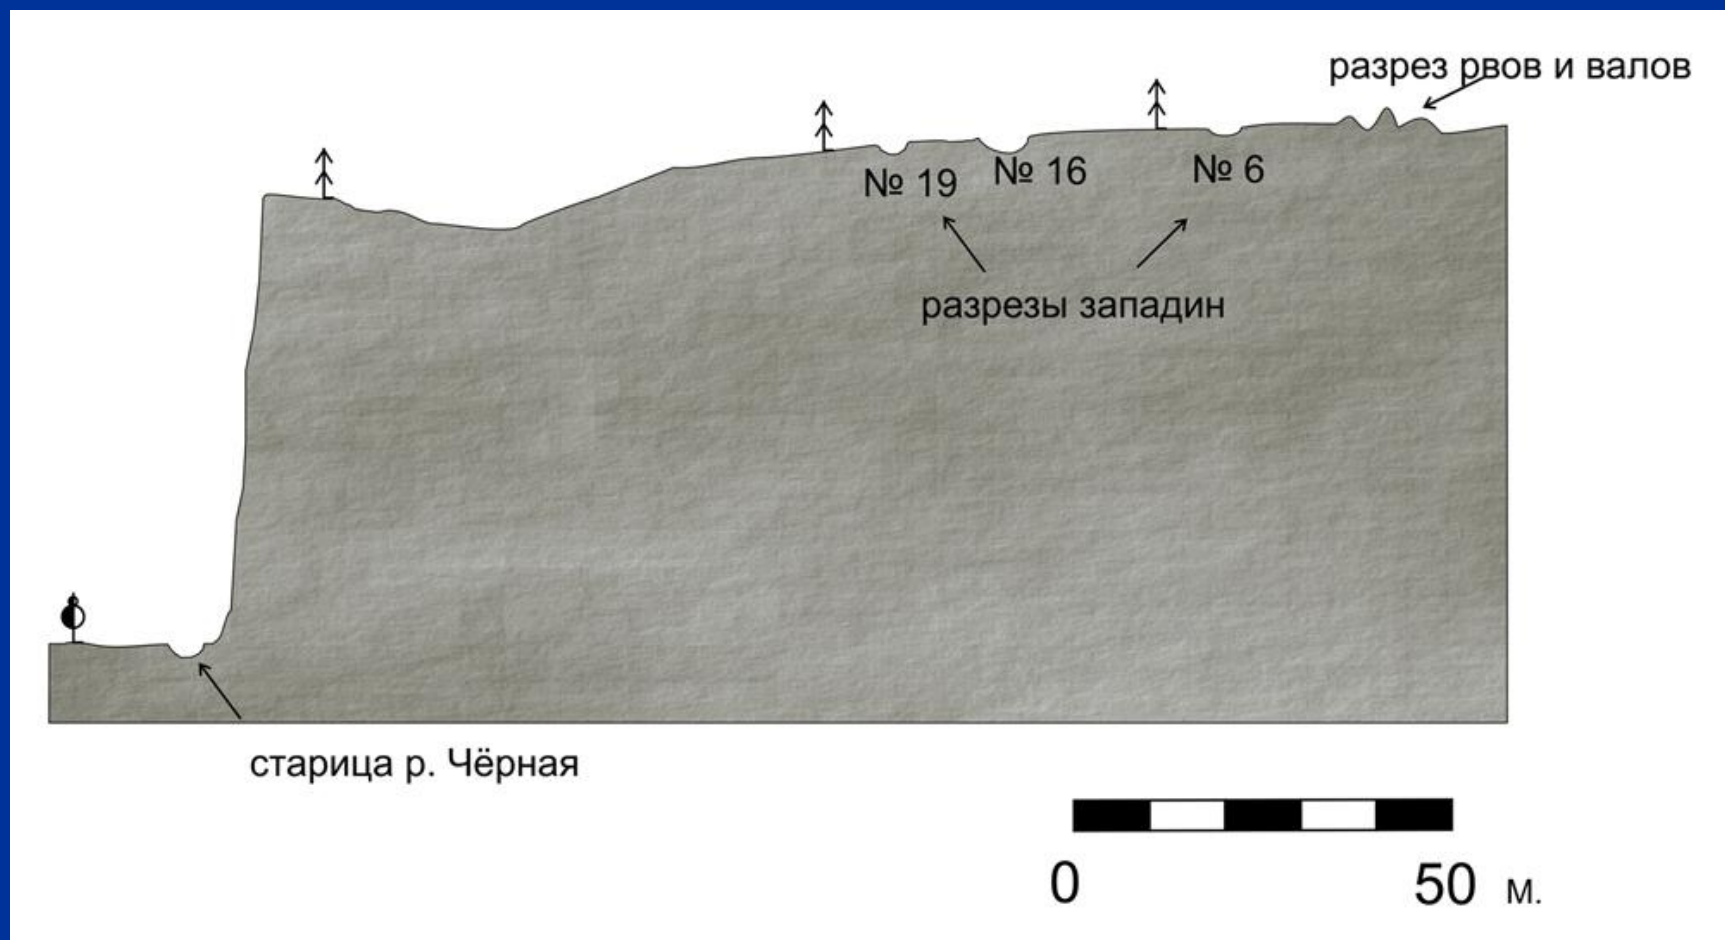 разрез рвов и валов
№ 19
№ 16
№ 6
разрезы западин
старица р. Чёрная
0
50 м.